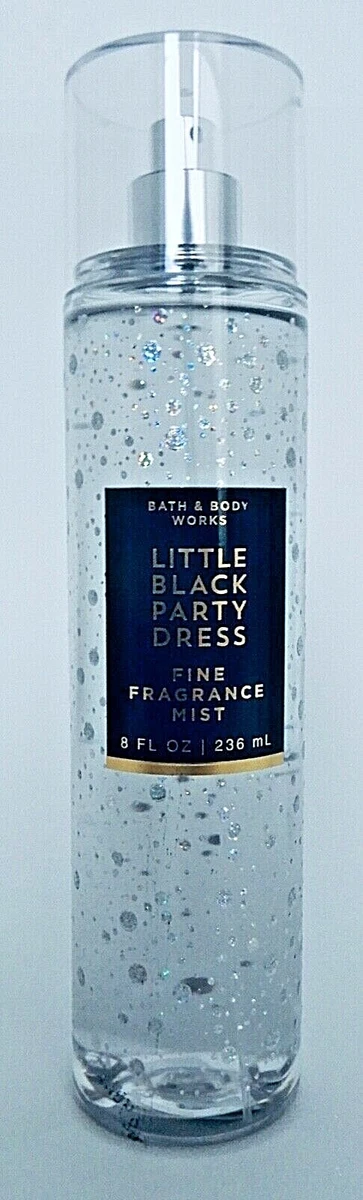 BATH & BODY
WORKS
LITTLE
BLACK
PARTY
DRESS
FINE
FRAGRANCE
MIST
8 FL OZ | 236 mL